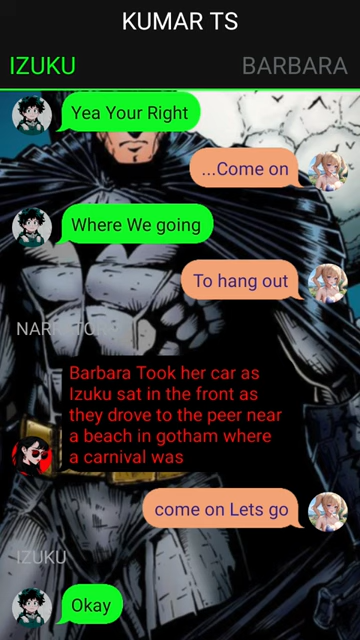 KUMAR TS
IZUKU BARBARA
Yea Your Right
...Come on
Where We going
To hang out
NARRATOR
Barbara Took her car as
Izuku sat in the front as
they drove to the peer near
a beach in gotham where
a carnival was
come on Lets go
IZUKU
Okay